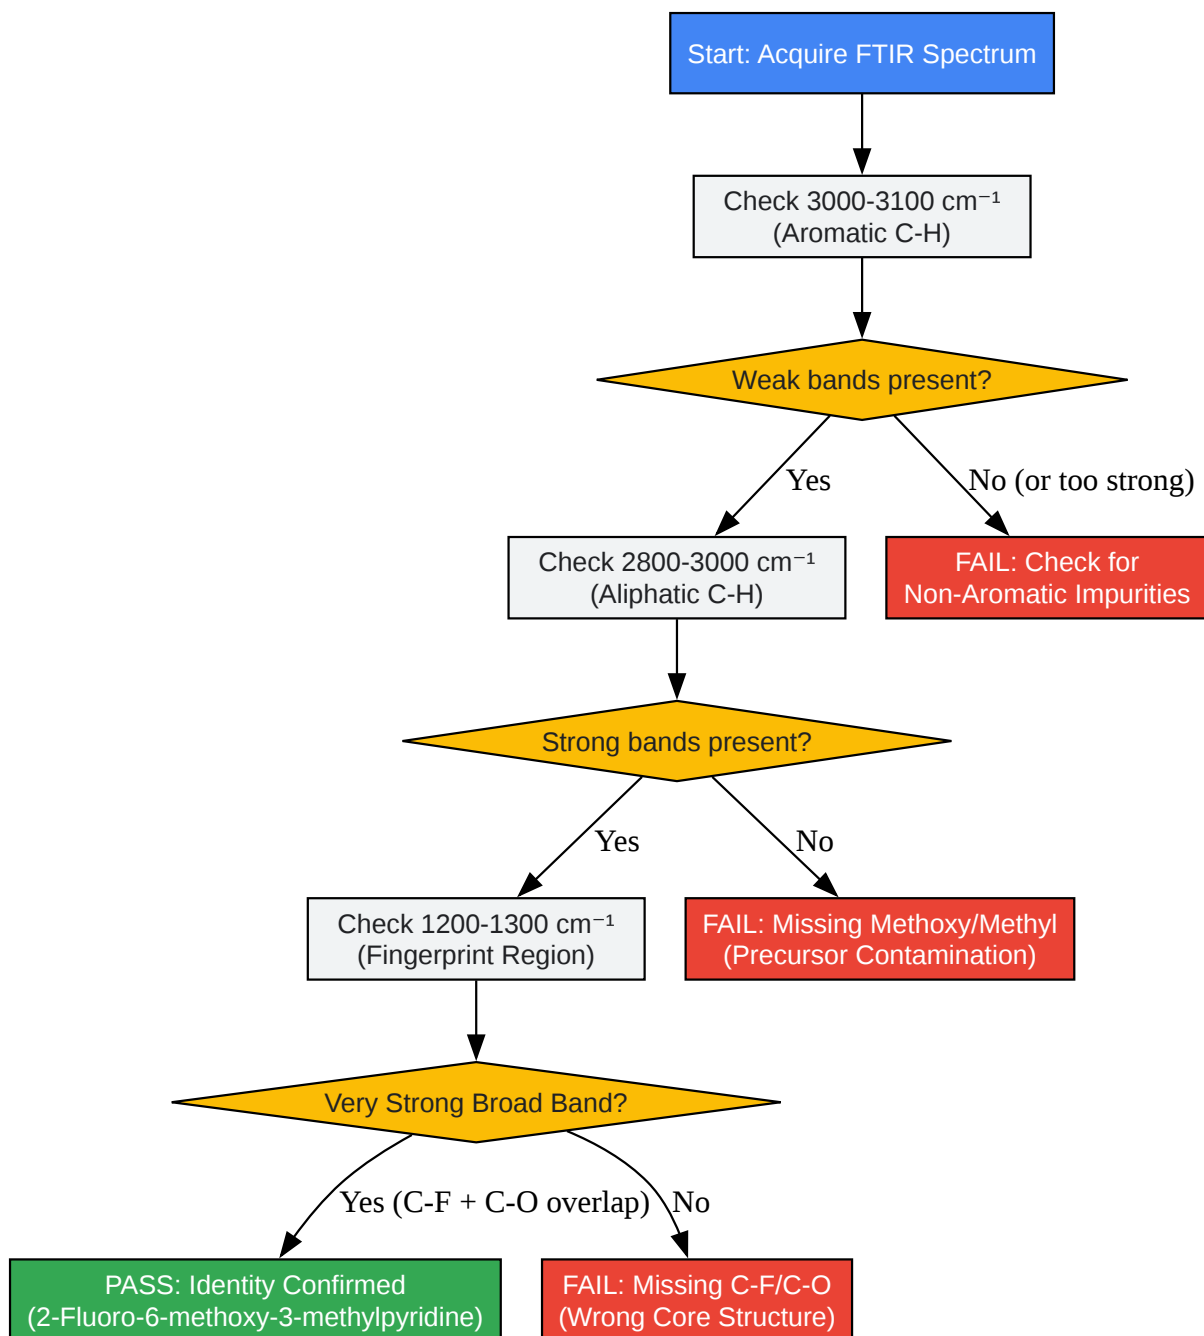 Start: Acquire FTIR Spectrum
Check 3000-3100 cm⁻¹
(Aromatic C-H)
Weak bands present?
Yes
No (or too strong)
Check 2800-3000 cm⁻¹
(Aliphatic C-H)
FAIL: Check for
Non-Aromatic Impurities
Strong bands present?
Yes
No
Check 1200-1300 cm⁻¹
(Fingerprint Region)
FAIL: Missing Methoxy/Methyl
(Precursor Contamination)
Very Strong Broad Band?
Yes (C-F + C-O overlap)
No
PASS: Identity Confirmed
(2-Fluoro-6-methoxy-3-methylpyridine)
FAIL: Missing C-F/C-O
(Wrong Core Structure)